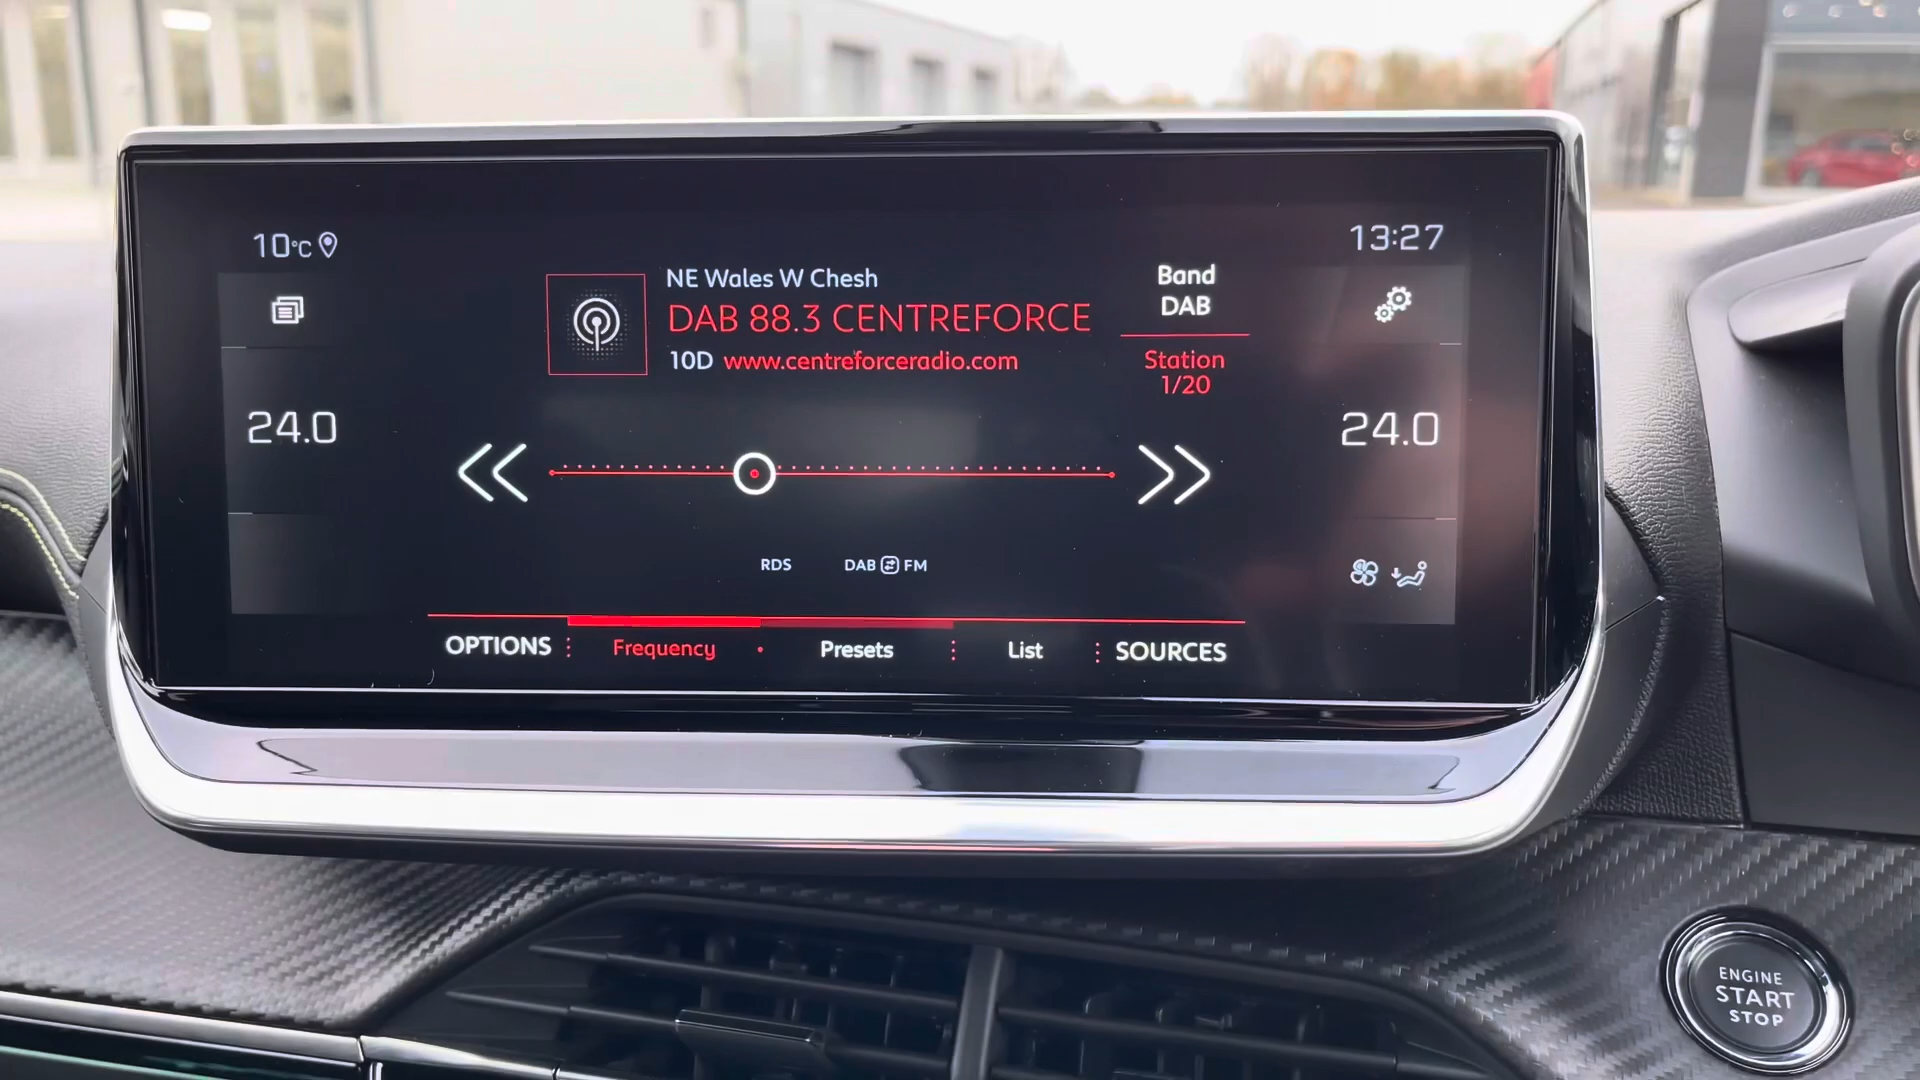 10°C
13:27
NE Wales W Chesh
DAB 88.3 CENTREFORCE
10D www.centreforceradio.com
Band
DAB
Station
1/20
24.0
24.0
RDS
DAB FM
OPTIONS
Frequency
Presets
List
SOURCES
ENGINE
START
STOP